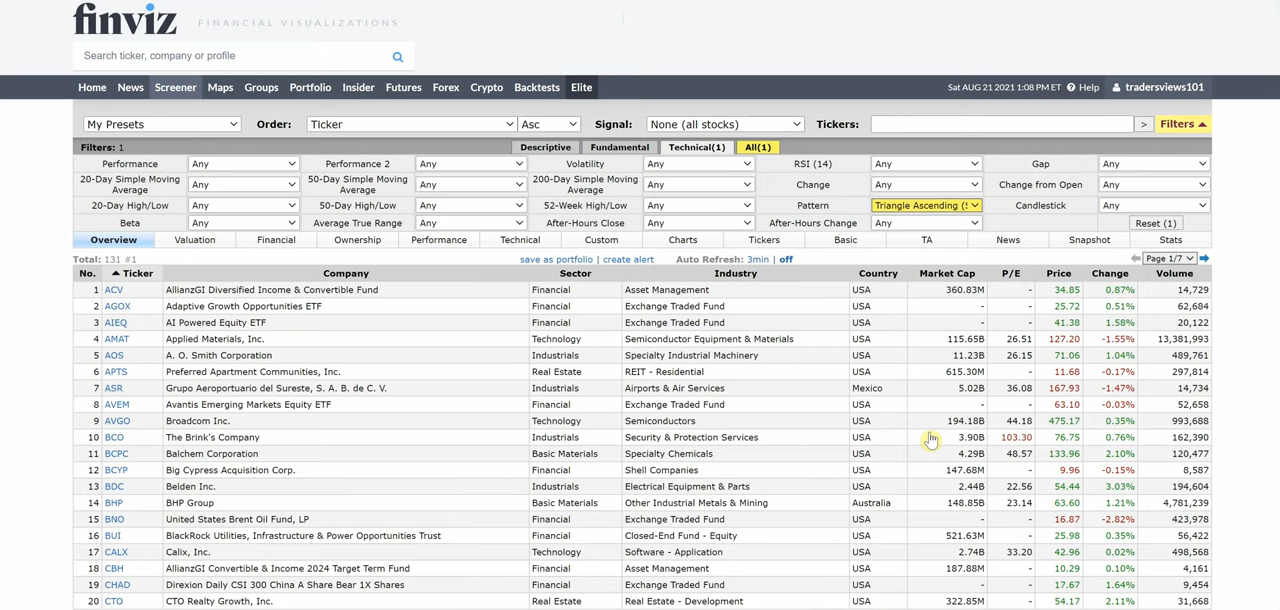 finviz FINANCIAL VISUALIZATIONS
Search ticker, company or profile
Home News Screener Maps Groups Portfolio Insider Futures Forex Crypto Backtests Elite Sat AUG 21 2021 1:08 PM ET Help tradersviews101
My Presets Order: Ticker Asc Signal: None (all stocks) Tickers: > Filters
Filters: 1 Descriptive Fundamental Technical(1) All(1)
Performance Any Performance 2 Any Volatility Any RSI (14) Any Gap Any
20-Day Simple Moving Average Any 50-Day Simple Moving Average Any 200-Day Simple Moving Average Any Change Any Change from Open Any
20-Day High/Low Any 50-Day High/Low Any 52-Week High/Low Any Pattern Triangle Ascending (S Candlestick Any
Beta Any Average True Range Any After-Hours Close Any After-Hours Change Any Reset (1)
Overview Valuation Financial Ownership Performance Technical Custom Charts Tickers Basic TA News Snapshot Stats
Total: 131 #1 save as portfolio | create alert Auto Refresh: 3min | off Page 1/7
No. Ticker Company Sector Industry Country Market Cap P/E Price Change Volume
1 ACV AllianzGI Diversified Income & Convertible Fund Financial Asset Management USA 360.83M - 34.85 0.87% 14,729
2 AGOX Adaptive Growth Opportunities ETF Financial Exchange Traded Fund USA - - 25.72 0.51% 62,684
3 AIEQ AI Powered Equity ETF Financial Exchange Traded Fund USA - - 41.38 1.58% 20,122
4 AMAT Applied Materials, Inc. Technology Semiconductor Equipment & Materials USA 115.65B 26.51 127.20 -1.55% 13,381,993
5 AOS A. O. Smith Corporation Industrials Specialty Industrial Machinery USA 11.23B 26.15 71.06 1.04% 489,761
6 APTS Preferred Apartment Communities, Inc. Real Estate REIT - Residential USA 615.30M - 11.68 -0.17% 297,814
7 ASR Grupo Aeroportuario del Sureste, S. A. B. de C. V. Industrials Airports & Air Services Mexico 5.02B 36.08 167.93 -1.47% 14,734
8 AVEM Avantis Emerging Markets Equity ETF Financial Exchange Traded Fund USA - - 63.10 -0.03% 52,658
9 AVGO Broadcom Inc. Technology Semiconductors USA 194.18B 44.18 475.17 0.35% 993,688
10 BCO The Brink's Company Industrials Security & Protection Services USA 3.90B 103.30 76.75 0.76% 162,390
11 BCPC Balchem Corporation Basic Materials Specialty Chemicals USA 4.29B 48.57 133.96 2.10% 120,477
12 BCYP Big Cypress Acquisition Corp. Financial Shell Companies USA 147.68M - 9.96 -0.15% 8,587
13 BDC Belden Inc. Industrials Electrical Equipment & Parts USA 2.44B 22.56 54.44 3.03% 194,604
14 BHP BHP Group Basic Materials Other Industrial Metals & Mining Australia 148.85B 23.14 63.60 1.21% 4,781,239
15 BNO United States Brent Oil Fund, LP Financial Exchange Traded Fund USA - - 16.87 -2.82% 423,978
16 BUI BlackRock Utilities, Infrastructure & Power Opportunities Trust Financial Closed-End Fund - Equity USA 521.63M - 25.98 0.35% 56,422
17 CALX Calix, Inc. Technology Software - Application USA 2.74B 33.20 42.96 0.02% 498,568
18 CBH AllianzGI Convertible & Income 2024 Target Term Fund Financial Asset Management USA 187.88M - 10.29 0.10% 4,161
19 CHAD Direxion Daily CSI 300 China A Share Bear 1X Shares Financial Exchange Traded Fund USA - - 17.67 1.64% 9,454
20 CTO CTO Realty Growth, Inc. Real Estate Real Estate - Development USA 322.85M - 54.17 2.11% 31,668